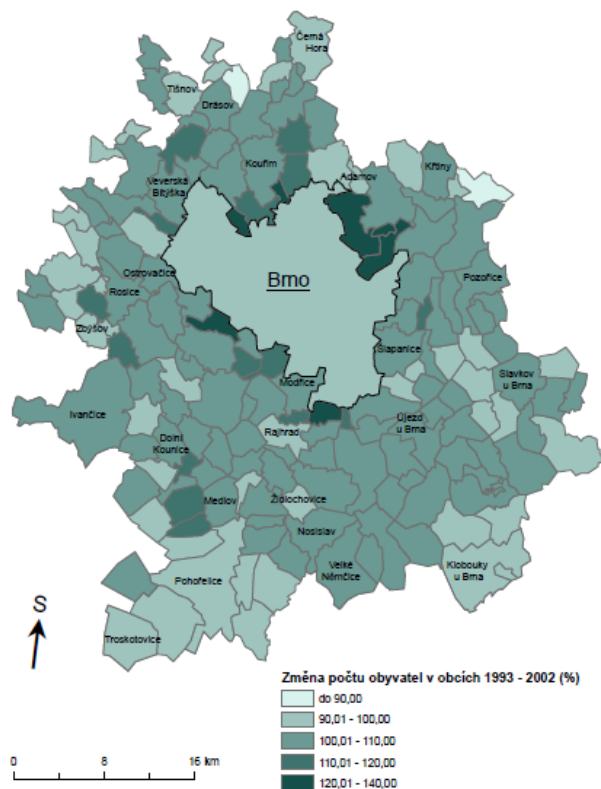 Černá
Hora
Tišnov
Drásov
Kouřim
Adamov
Křtiny
Veverská
Bítýška
Brno
Pozořice
Ostrovačice
Rosice
Zbýšov
Šlapanice
Slavkov
u Brna
Modřice
Ivančice
Újezd
u Brna
Rajhrad
Dolní
Kounice
Medlov
Židlochovice
Nosislav
Velké
Němčice
Klobouky
u Brna
Pohořelice
Troskotovice
S
Změna počtu obyvatel v obcích 1993 - 2002 (%)
do 90,00
90,01 - 100,00
100,01 - 110,00
110,01 - 120,00
120,01 - 140,00
0 8 16 km